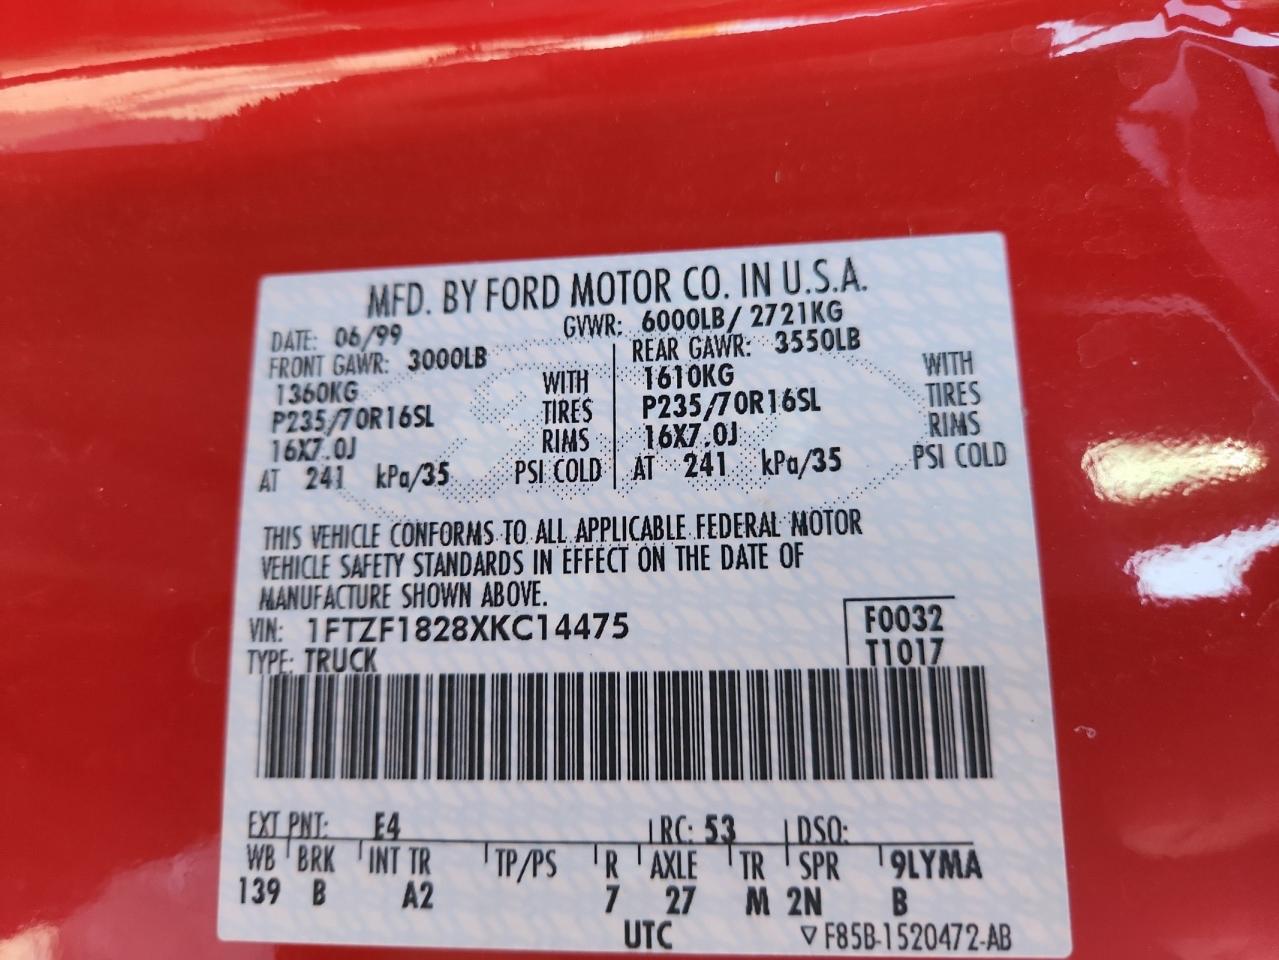 MFD. BY FORD MOTOR CO. IN U.S.A.
DATE: 06/99 GVWR: 6000LB/ 2721KG
FRONT GAWR: 3000LB REAR GAWR: 3550LB
1360KG WITH 1610KG WITH
P235/70R16SL TIRES P235/70R16SL TIRES
16X7.0J RIMS 16X7.0J RIMS
AT 241 kPa/35 PSI COLD AT 241 kPa/35 PSI COLD
THIS VEHICLE CONFORMS TO ALL APPLICABLE FEDERAL MOTOR
VEHICLE SAFETY STANDARDS IN EFFECT ON THE DATE OF
MANUFACTURE SHOWN ABOVE.
VIN: 1FTZF1828XKC14475 F0032
TYPE: TRUCK T1017
EXT PNT: E4 RC: 53 DSO:
WB BRK INT TR TP/PS R AXLE TR SPR 9LYMA
139 B A2 7 27 M 2N B
UTC ▽ F85B-1520472-AB